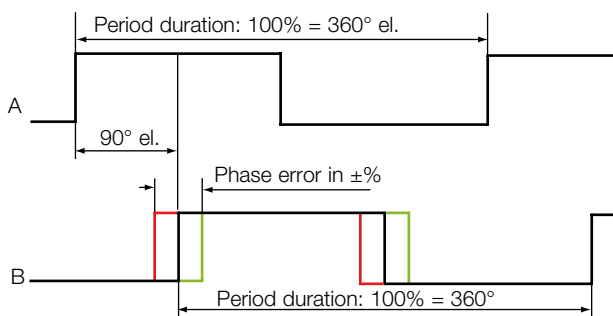 Period duration: 100% = 360° el.
A
90° el.
Phase error in ±%
B
Period duration: 100% = 360°